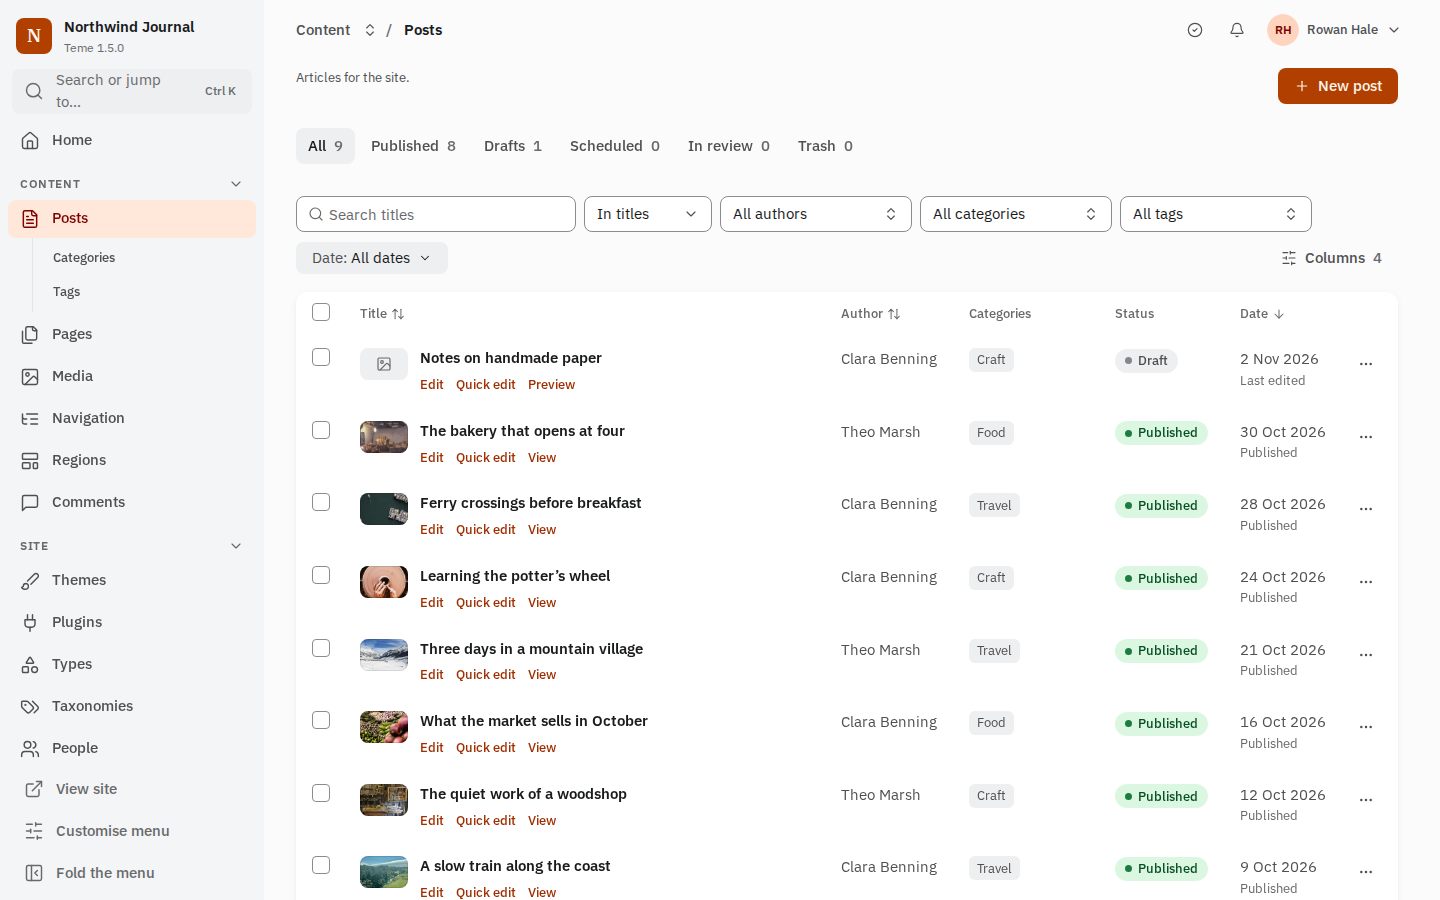 N
Northwind Journal
Teme 1.5.0
Search or jump to...
Ctrl K
Home
CONTENT
Posts
Categories
Tags
Pages
Media
Navigation
Regions
Comments
SITE
Themes
Plugins
Types
Taxonomies
People
View site
Customise menu
Fold the menu
Content / Posts
RH Rowan Hale
Articles for the site.
New post
All 9 Published 8 Drafts 1 Scheduled 0 In review 0 Trash 0
Search titles In titles All authors All categories All tags
Date: All dates Columns 4
Title Author Categories Status Date
Notes on handmade paper Clara Benning Craft Draft 2 Nov 2026
Edit Quick edit Preview Last edited
The bakery that opens at four Theo Marsh Food Published 30 Oct 2026
Edit Quick edit View Published
Ferry crossings before breakfast Clara Benning Travel Published 28 Oct 2026
Edit Quick edit View Published
Learning the potter’s wheel Clara Benning Craft Published 24 Oct 2026
Edit Quick edit View Published
Three days in a mountain village Theo Marsh Travel Published 21 Oct 2026
Edit Quick edit View Published
What the market sells in October Clara Benning Food Published 16 Oct 2026
Edit Quick edit View Published
The quiet work of a woodshop Theo Marsh Craft Published 12 Oct 2026
Edit Quick edit View Published
A slow train along the coast Clara Benning Travel Published 9 Oct 2026
Edit Quick edit View Published